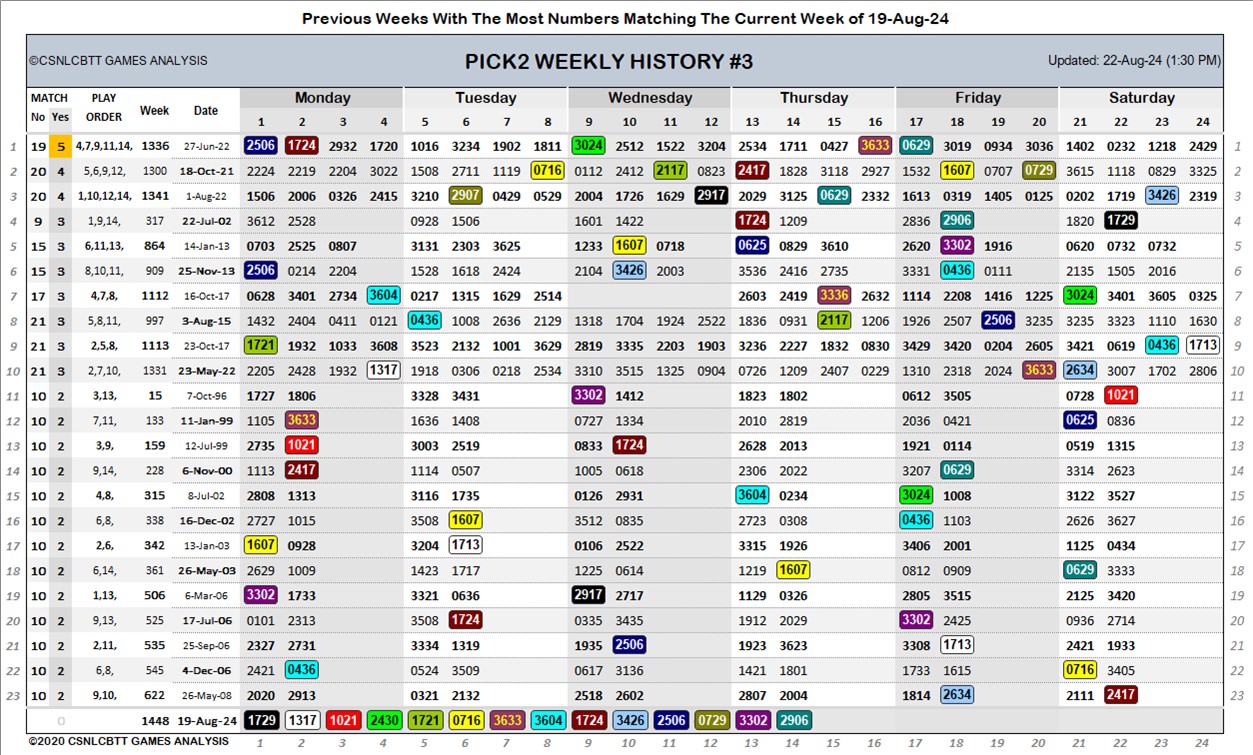 Previous Weeks With The Most Numbers Matching The Current Week of 19-Aug-24
©CSNLCBTT GAMES ANALYSIS PICK2 WEEKLY HISTORY #3 Updated: 22-Aug-24 (1:30 PM)
MATCH PLAY Week Date Monday Tuesday Wednesday Thursday Friday Saturday
No Yes ORDER 1 2 3 4 5 6 7 8 9 10 11 12 13 14 15 16 17 18 19 20 21 22 23 24
1 19 5 4,7,9,11,14, 1336 27-Jun-22 2506 1724 2932 1720 1016 3234 1902 1811 3024 2512 1522 3204 2534 1711 0427 3633 0629 3019 0934 3036 1402 0232 1218 2429 1
2 20 4 5,6,9,12, 1300 18-Oct-21 2224 2219 2204 3022 1508 2711 1119 0716 0112 2412 2117 0823 2417 1828 3118 2927 1532 1607 0707 0729 3615 1118 0829 3325 2
3 20 4 1,10,12,14, 1341 1-Aug-22 1506 2006 0326 2415 3210 2907 0429 0529 2004 1726 1629 2917 2029 3125 0629 2332 1613 0319 1405 0125 0202 1719 3426 2319 3
4 9 3 1,9,14, 317 22-Jul-02 3612 2528 0928 1506 1601 1422 1724 1209 2836 2906 1820 1729 4
5 15 3 6,11,13, 864 14-Jan-13 0703 2525 0807 3131 2303 3625 1233 1607 0718 0625 0829 3610 2620 3302 1916 0620 0732 0732 5
6 15 3 8,10,11, 909 25-Nov-13 2506 0214 2204 1528 1618 2424 2104 3426 2003 3536 2416 2735 3331 0436 0111 2135 1505 2016 6
7 17 3 4,7,8, 1112 16-Oct-17 0628 3401 2734 3604 0217 1315 1629 2514 2603 2419 3336 2632 1114 2208 1416 1225 3024 3401 3605 0325 7
8 21 3 5,8,11, 997 3-Aug-15 1432 2404 0411 0121 0436 1008 2636 2129 1318 1704 1924 2522 1836 0931 2117 1206 1926 2507 2506 3235 3235 3323 1110 1630 8
9 21 3 2,5,8, 1113 23-Oct-17 1721 1932 1033 3608 3523 2132 1001 3629 2819 3335 2203 1903 3236 2227 1832 0830 3429 3420 0204 2605 3421 0619 0436 1713 9
10 21 3 2,7,10, 1331 23-May-22 2205 2428 1932 1317 1918 0306 0218 2534 3310 3515 1325 0904 0726 1209 2407 0229 1310 2318 2024 3633 2634 3007 1702 2806 10
11 10 2 3,13, 15 7-Oct-96 1727 1806 3328 3431 3302 1412 1823 1802 0612 3505 0728 1021 11
12 10 2 7,11, 133 11-Jan-99 1105 3633 1636 1408 0727 1334 2010 2819 2036 0421 0625 0836 12
13 10 2 3,9, 159 12-Jul-99 2735 1021 3003 2519 0833 1724 2628 2013 1921 0114 0519 1315 13
14 10 2 9,14, 228 6-Nov-00 1113 2417 1114 0507 1005 0618 2306 2022 3207 0629 3314 2623 14
15 10 2 4,8, 315 8-Jul-02 2808 1313 3116 1735 0126 2931 3604 0234 3024 1008 3122 3527 15
16 10 2 6,8, 338 16-Dec-02 2727 1015 3508 1607 3512 0835 2723 0308 0436 1103 2626 3627 16
17 10 2 2,6, 342 13-Jan-03 1607 0928 3204 1713 0106 2522 3315 1926 3406 2001 1125 0434 17
18 10 2 6,14, 361 26-May-03 2629 1009 1423 1717 1225 0614 1219 1607 0812 0909 0629 3333 18
19 10 2 1,13, 506 6-Mar-06 3302 1733 3321 0636 2917 2717 1129 0326 2805 3515 2125 3420 19
20 10 2 9,13, 525 17-Jul-06 0101 2313 3508 1724 0335 3435 1912 2029 3302 2425 0936 2714 20
21 10 2 2,11, 535 25-Sep-06 2327 2731 3334 1319 1935 2506 1923 3623 3308 1713 2421 1933 21
22 10 2 6,8, 545 4-Dec-06 2421 0436 0524 3509 0617 3136 1421 1801 1733 1615 0716 3405 22
23 10 2 9,10, 622 26-May-08 2020 2913 0321 2132 2518 2602 2807 2004 1814 2634 2111 2417 23
0 1448 19-Aug-24 1729 1317 1021 2430 1721 0716 3633 3604 1724 3426 2506 0729 3302 2906
©2020 CSNLCBTT GAMES ANALYSIS 1 2 3 4 5 6 7 8 9 10 11 12 13 14 15 16 17 18 19 20 21 22 23 24